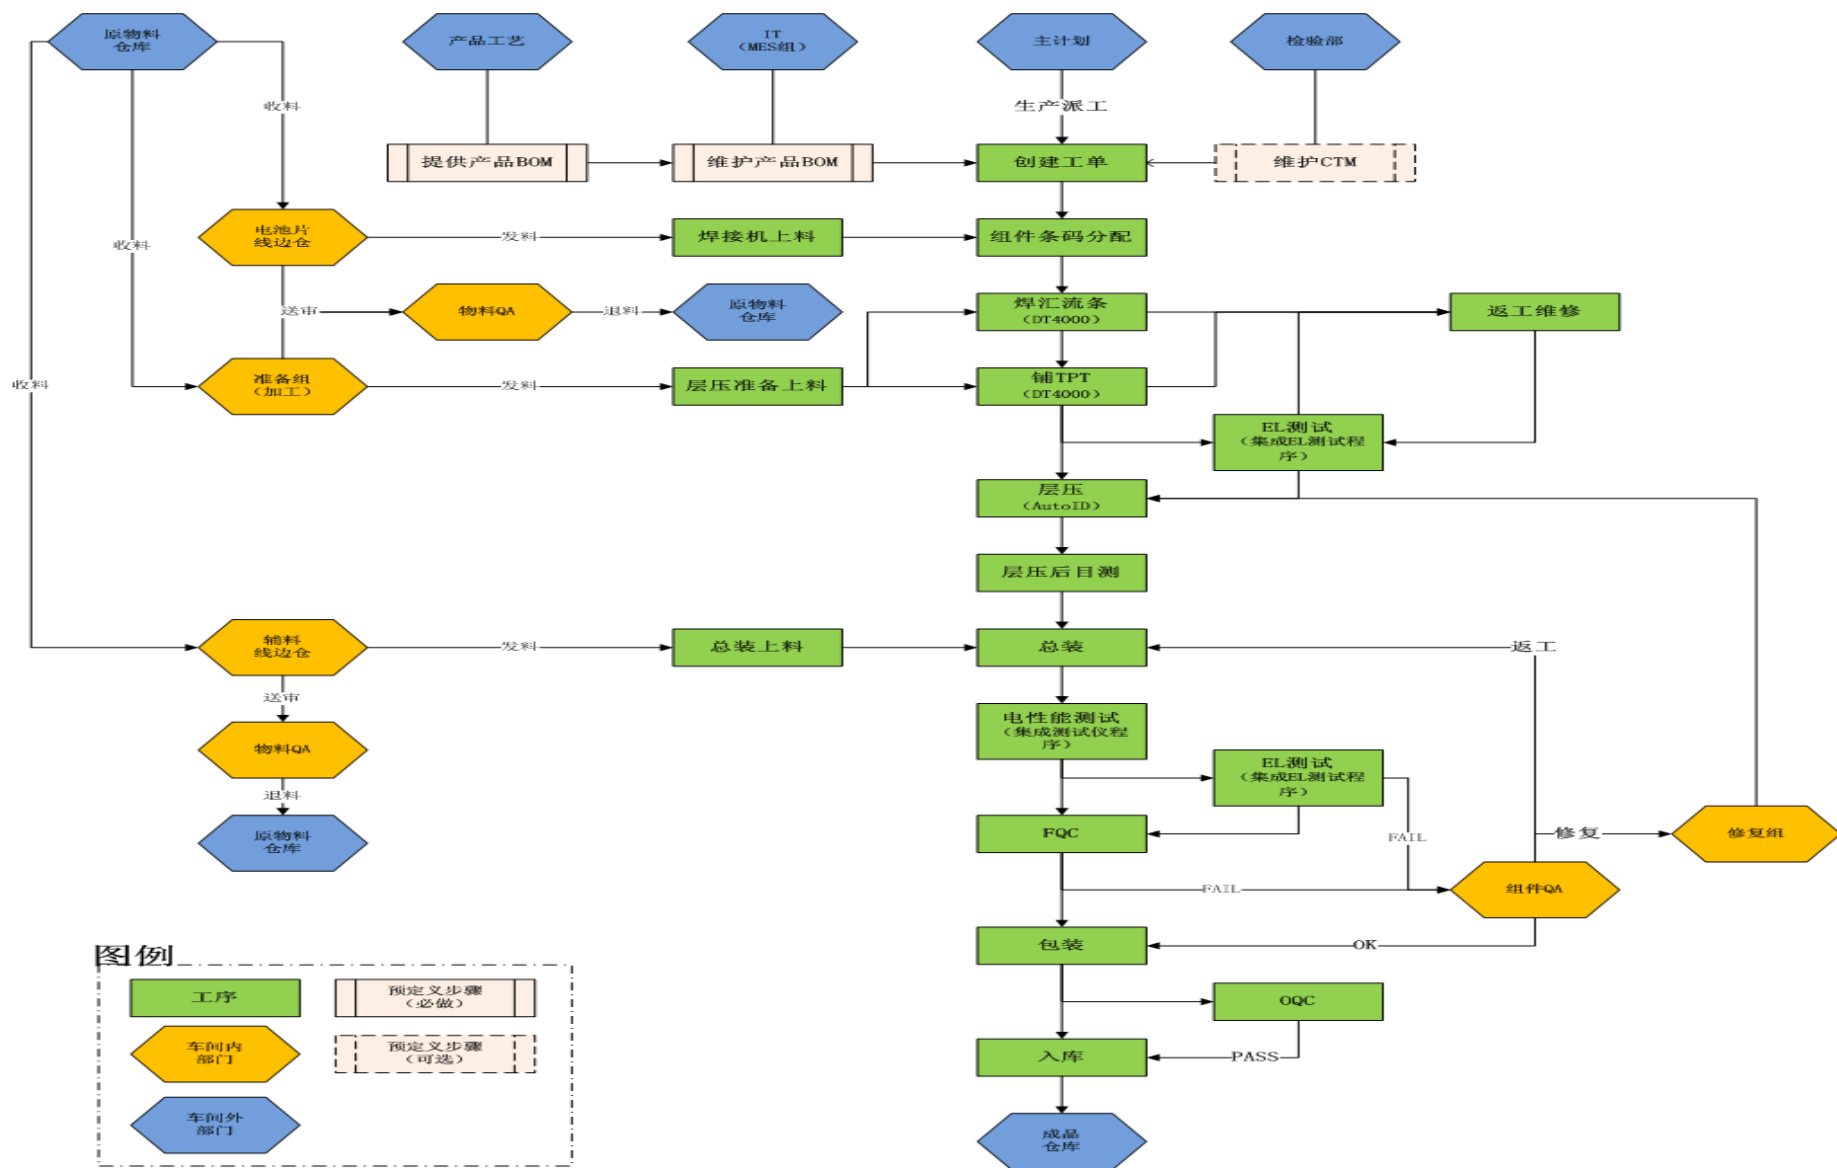 原物料
仓库
产品工艺
IT
（MES组）
主计划
检验部
收料
生产派工
提供产品BOM
维护产品BOM
创建工单
维护CTM
收料
电池片
线边仓
发料
焊接机上料
组件条码分配
送审
物料QA
退料
原物料
仓库
焊汇流条
（DT4000）
返工维修
收料
准备组
（加工）
发料
层压准备上料
铺TPT
（DT4000）
EL测试
（集成EL测试程
序）
层压
（AutoID）
层压后目测
辅料
线边仓
发料
总装上料
总装
返工
送审
电性能测试
（集成测试仪程
序）
物料QA
EL测试
（集成EL测试程
序）
退料
原物料
仓库
FQC
FAIL
修复
修复组
FAIL
组件QA
包装
OK
OQC
入库
PASS
成品
仓库
图例
工序
预定义步骤
（必做）
车间内
部门
预定义步骤
（可选）
车间外
部门